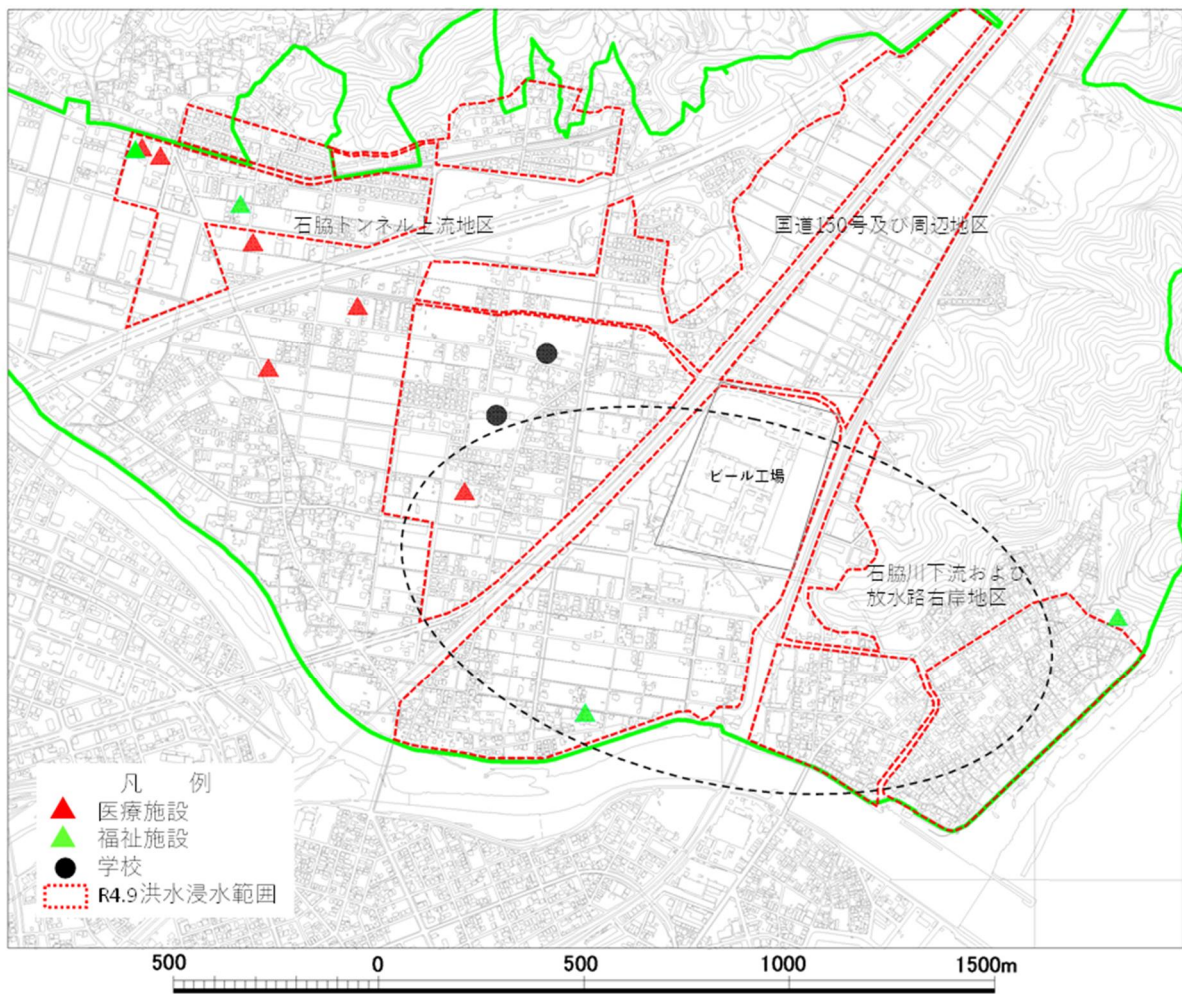 石脇トンネル上流地区
国道150号及び周辺地区
ビール工場
石脇川下流および
放水路右岸地区
凡 例
医療施設
福祉施設
学校
R4.9洪水浸水範囲
500 0 500 1000 1500m